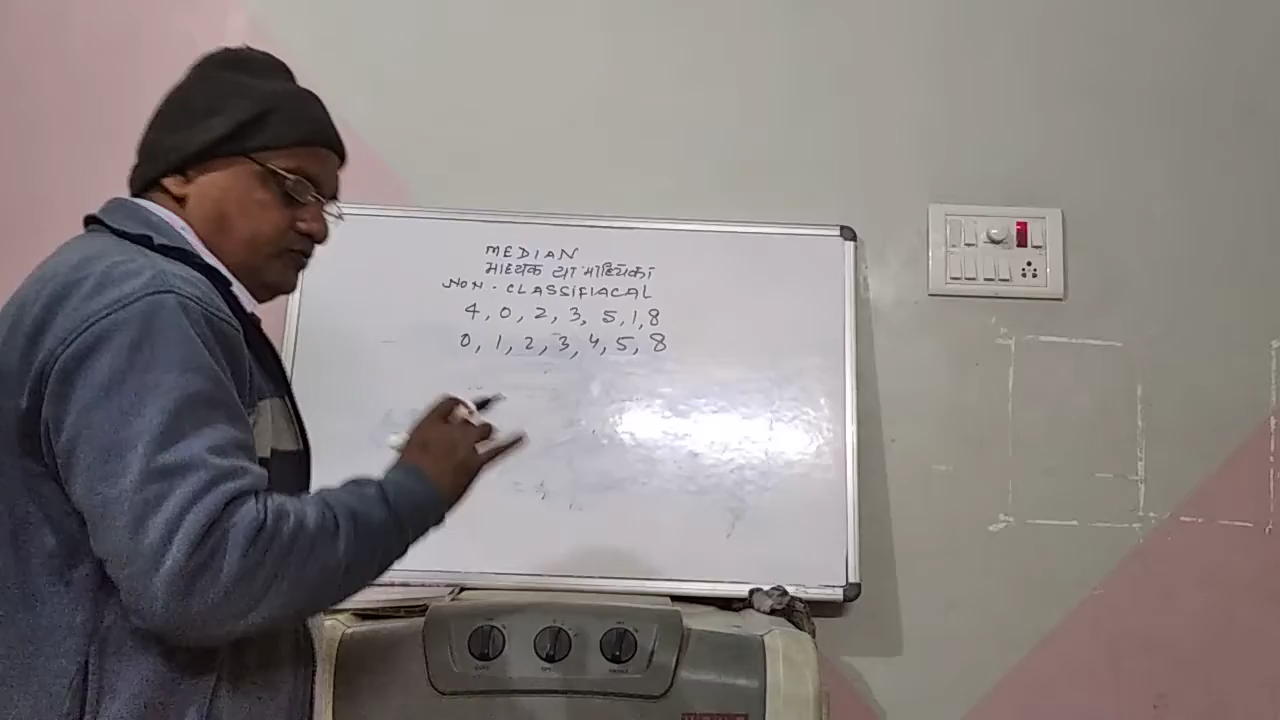 MEDIAN
माध्यक या माध्यिका
NON - CLASSIFIACAL
4, 0, 2, 3, 5, 1, 8
0, 1, 2, 3, 4, 5, 8